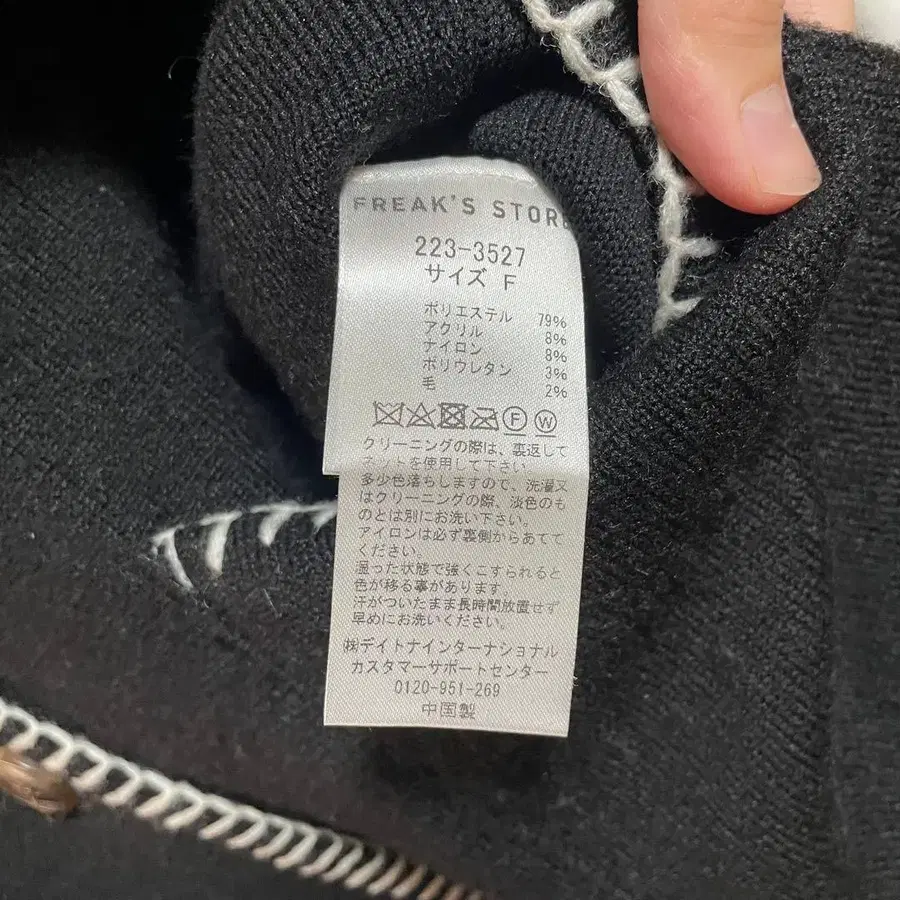 FREAK'S STORE
223-3527
サイズ F
ポリエステル 79%
アクリル 8%
ナイロン 8%
ポリウレタン 3%
毛 2%
F W
クリーニングの際は、裏返して
ネットを使用して下さい。
多少色落ちしますので、洗濯又
はクリーニングの際、淡色のも
のとは別にお洗い下さい。
アイロンは必ず裏側からあてて
ください。
湿った状態で強くこすられると
色が移る事があります
汗がついたまま長時間放置せず
早めにお洗いください。
㈱デイトナインターナショナル
カスタマーサポートセンター
0120-951-269
中国製